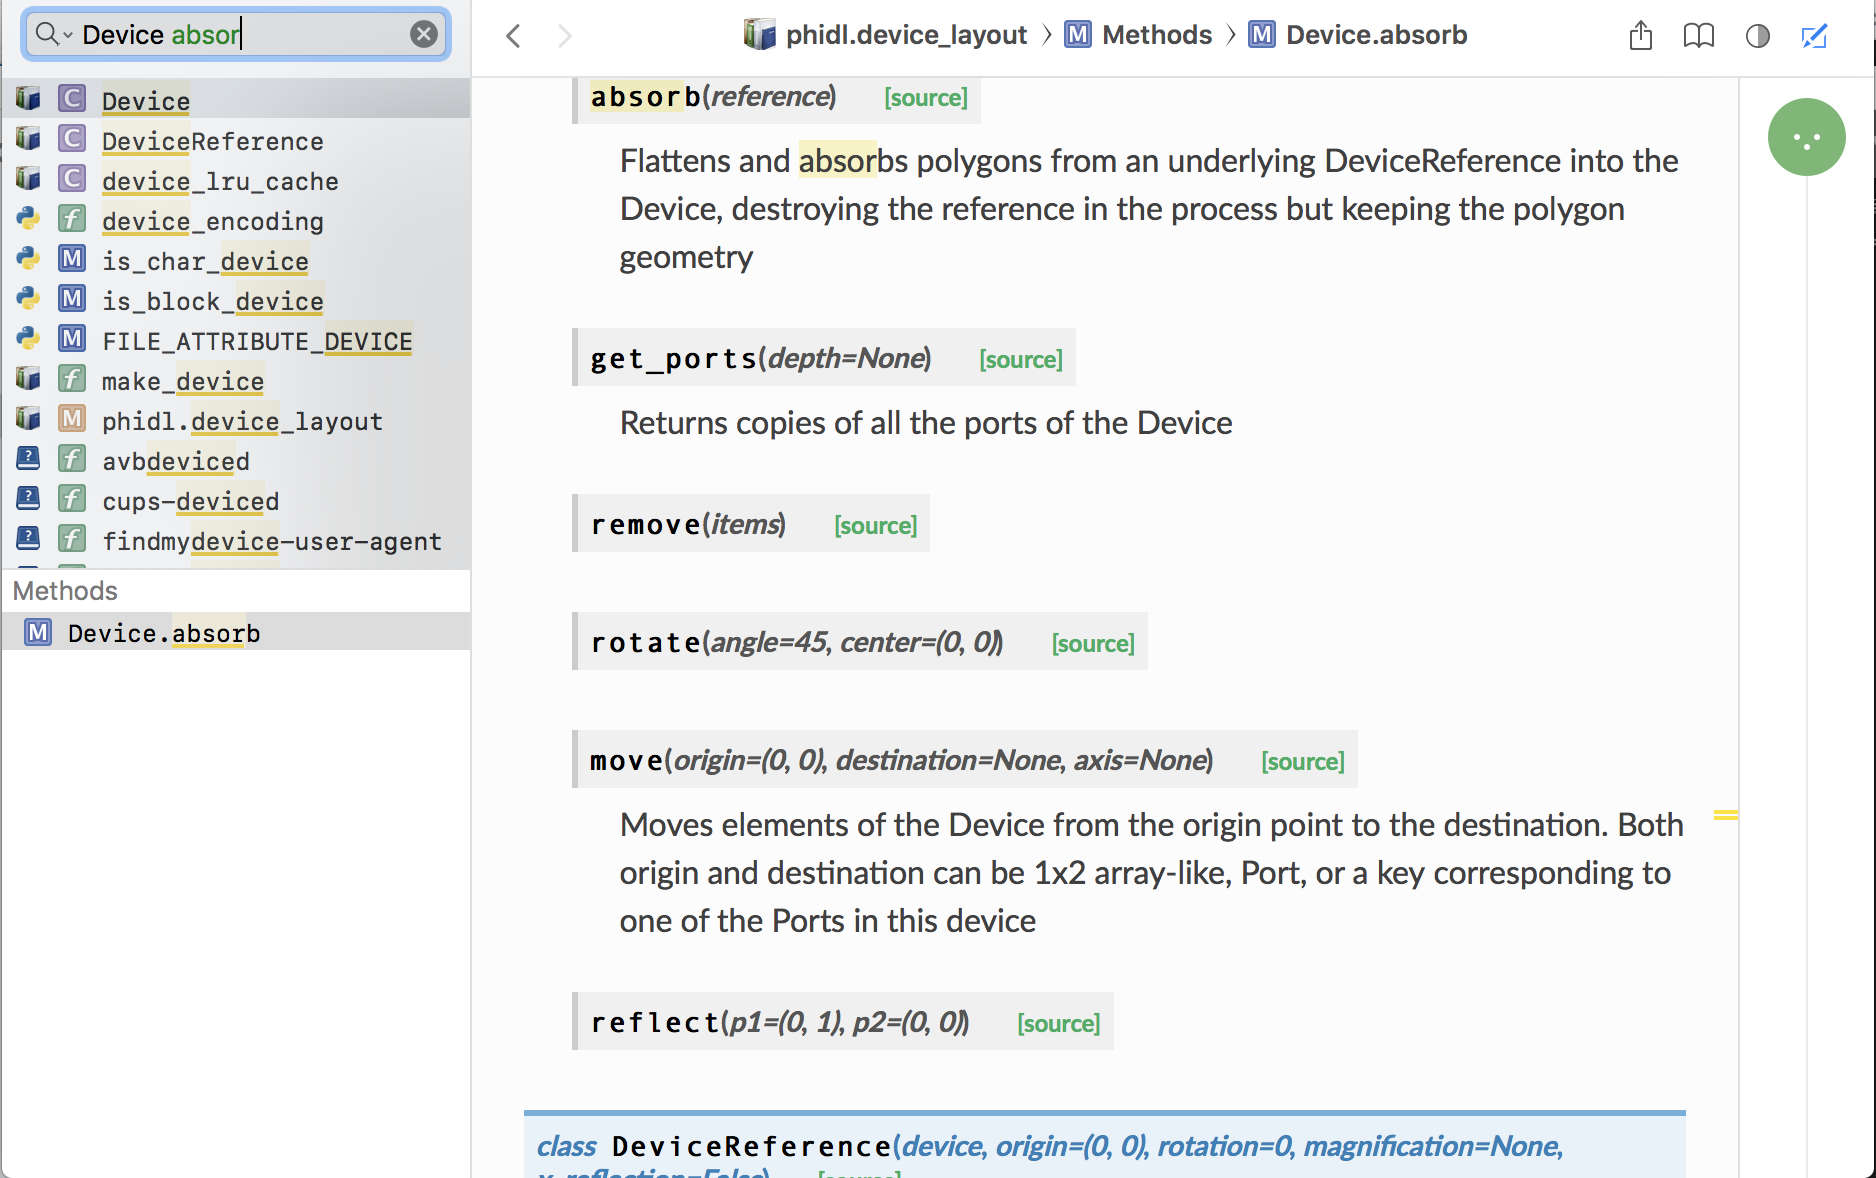 Device absor
Device
DeviceReference
device_lru_cache
device_encoding
is_char_device
is_block_device
FILE_ATTRIBUTE_DEVICE
make_device
phidl.device_layout
avbdeviced
cups-deviced
findmydevice-user-agent
Methods
Device.absorb
phidl.device_layout > Methods > Device.absorb
absorb(reference) [source]
Flattens and absorbs polygons from an underlying DeviceReference into the
Device, destroying the reference in the process but keeping the polygon
geometry
get_ports(depth=None) [source]
Returns copies of all the ports of the Device
remove(items) [source]
rotate(angle=45, center=(0, 0)) [source]
move(origin=(0, 0), destination=None, axis=None) [source]
Moves elements of the Device from the origin point to the destination. Both
origin and destination can be 1x2 array-like, Port, or a key corresponding to
one of the Ports in this device
reflect(p1=(0, 1), p2=(0, 0)) [source]
class DeviceReference(device, origin=(0, 0), rotation=0, magnification=None,
x_reflection=False) [source]